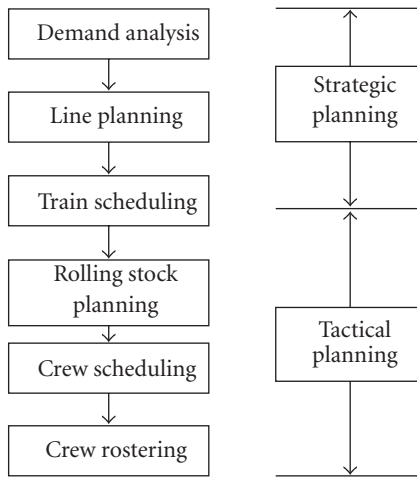 Demand analysis
Line planning
Train scheduling
Rolling stock
planning
Crew scheduling
Crew rostering
Strategic
planning
Tactical
planning